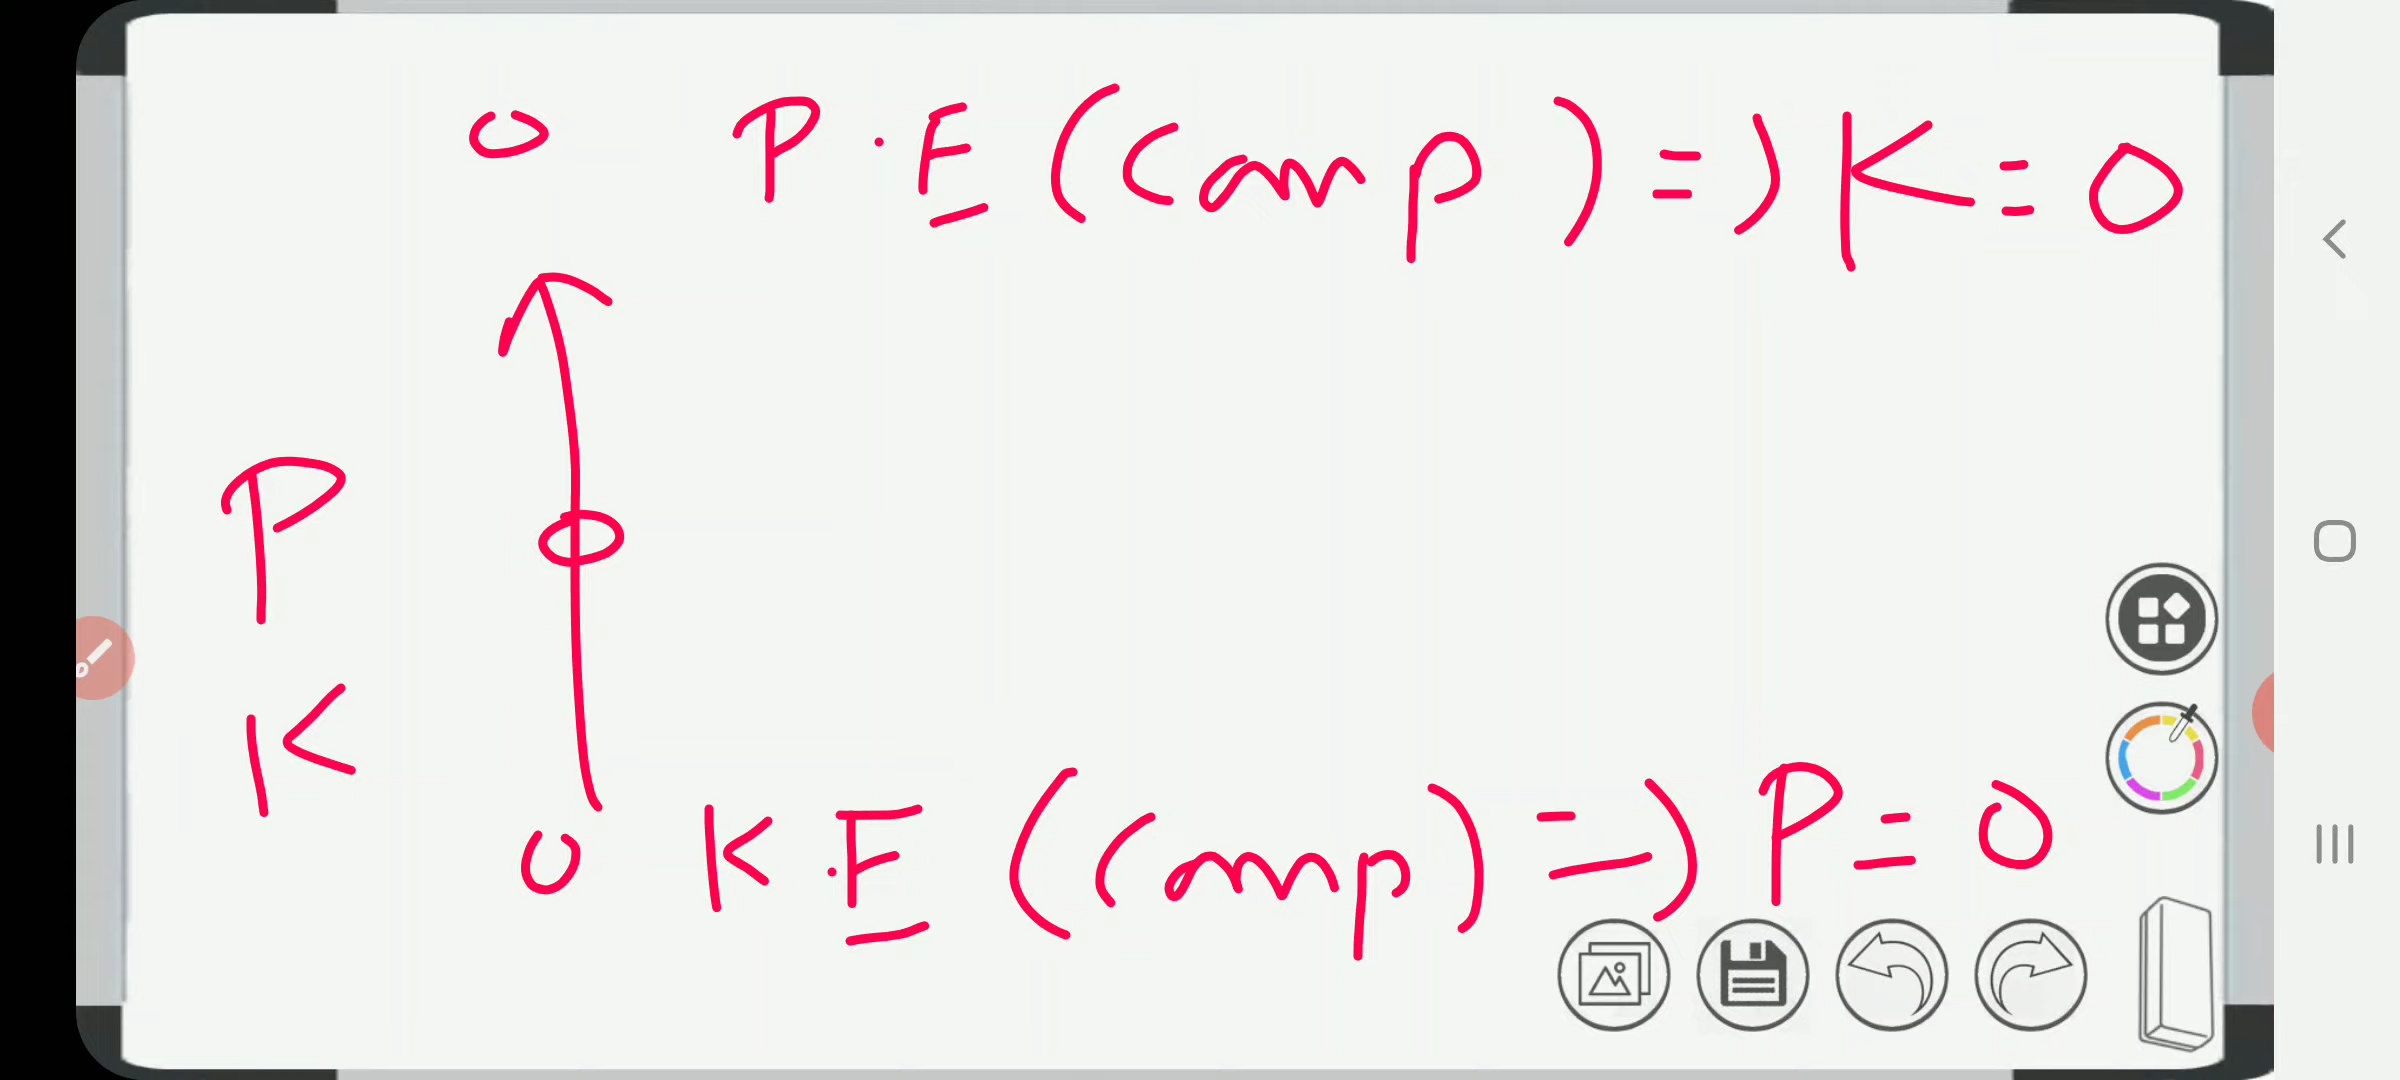 O P.E (Comp) => K = 0
P
K
O K.E (Comp) => P = 0